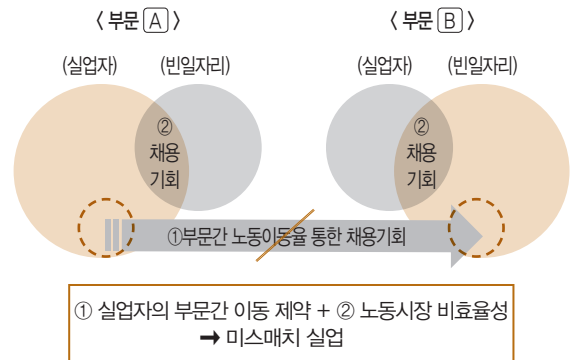 〈 부문 A 〉 〈 부문 B 〉
(실업자) (빈일자리) (실업자) (빈일자리)
② ②
채용 채용
기회 기회
①부문간 노동이동을 통한 채용기회
① 실업자의 부문간 이동 제약 + ② 노동시장 비효율성
➡ 미스매치 실업